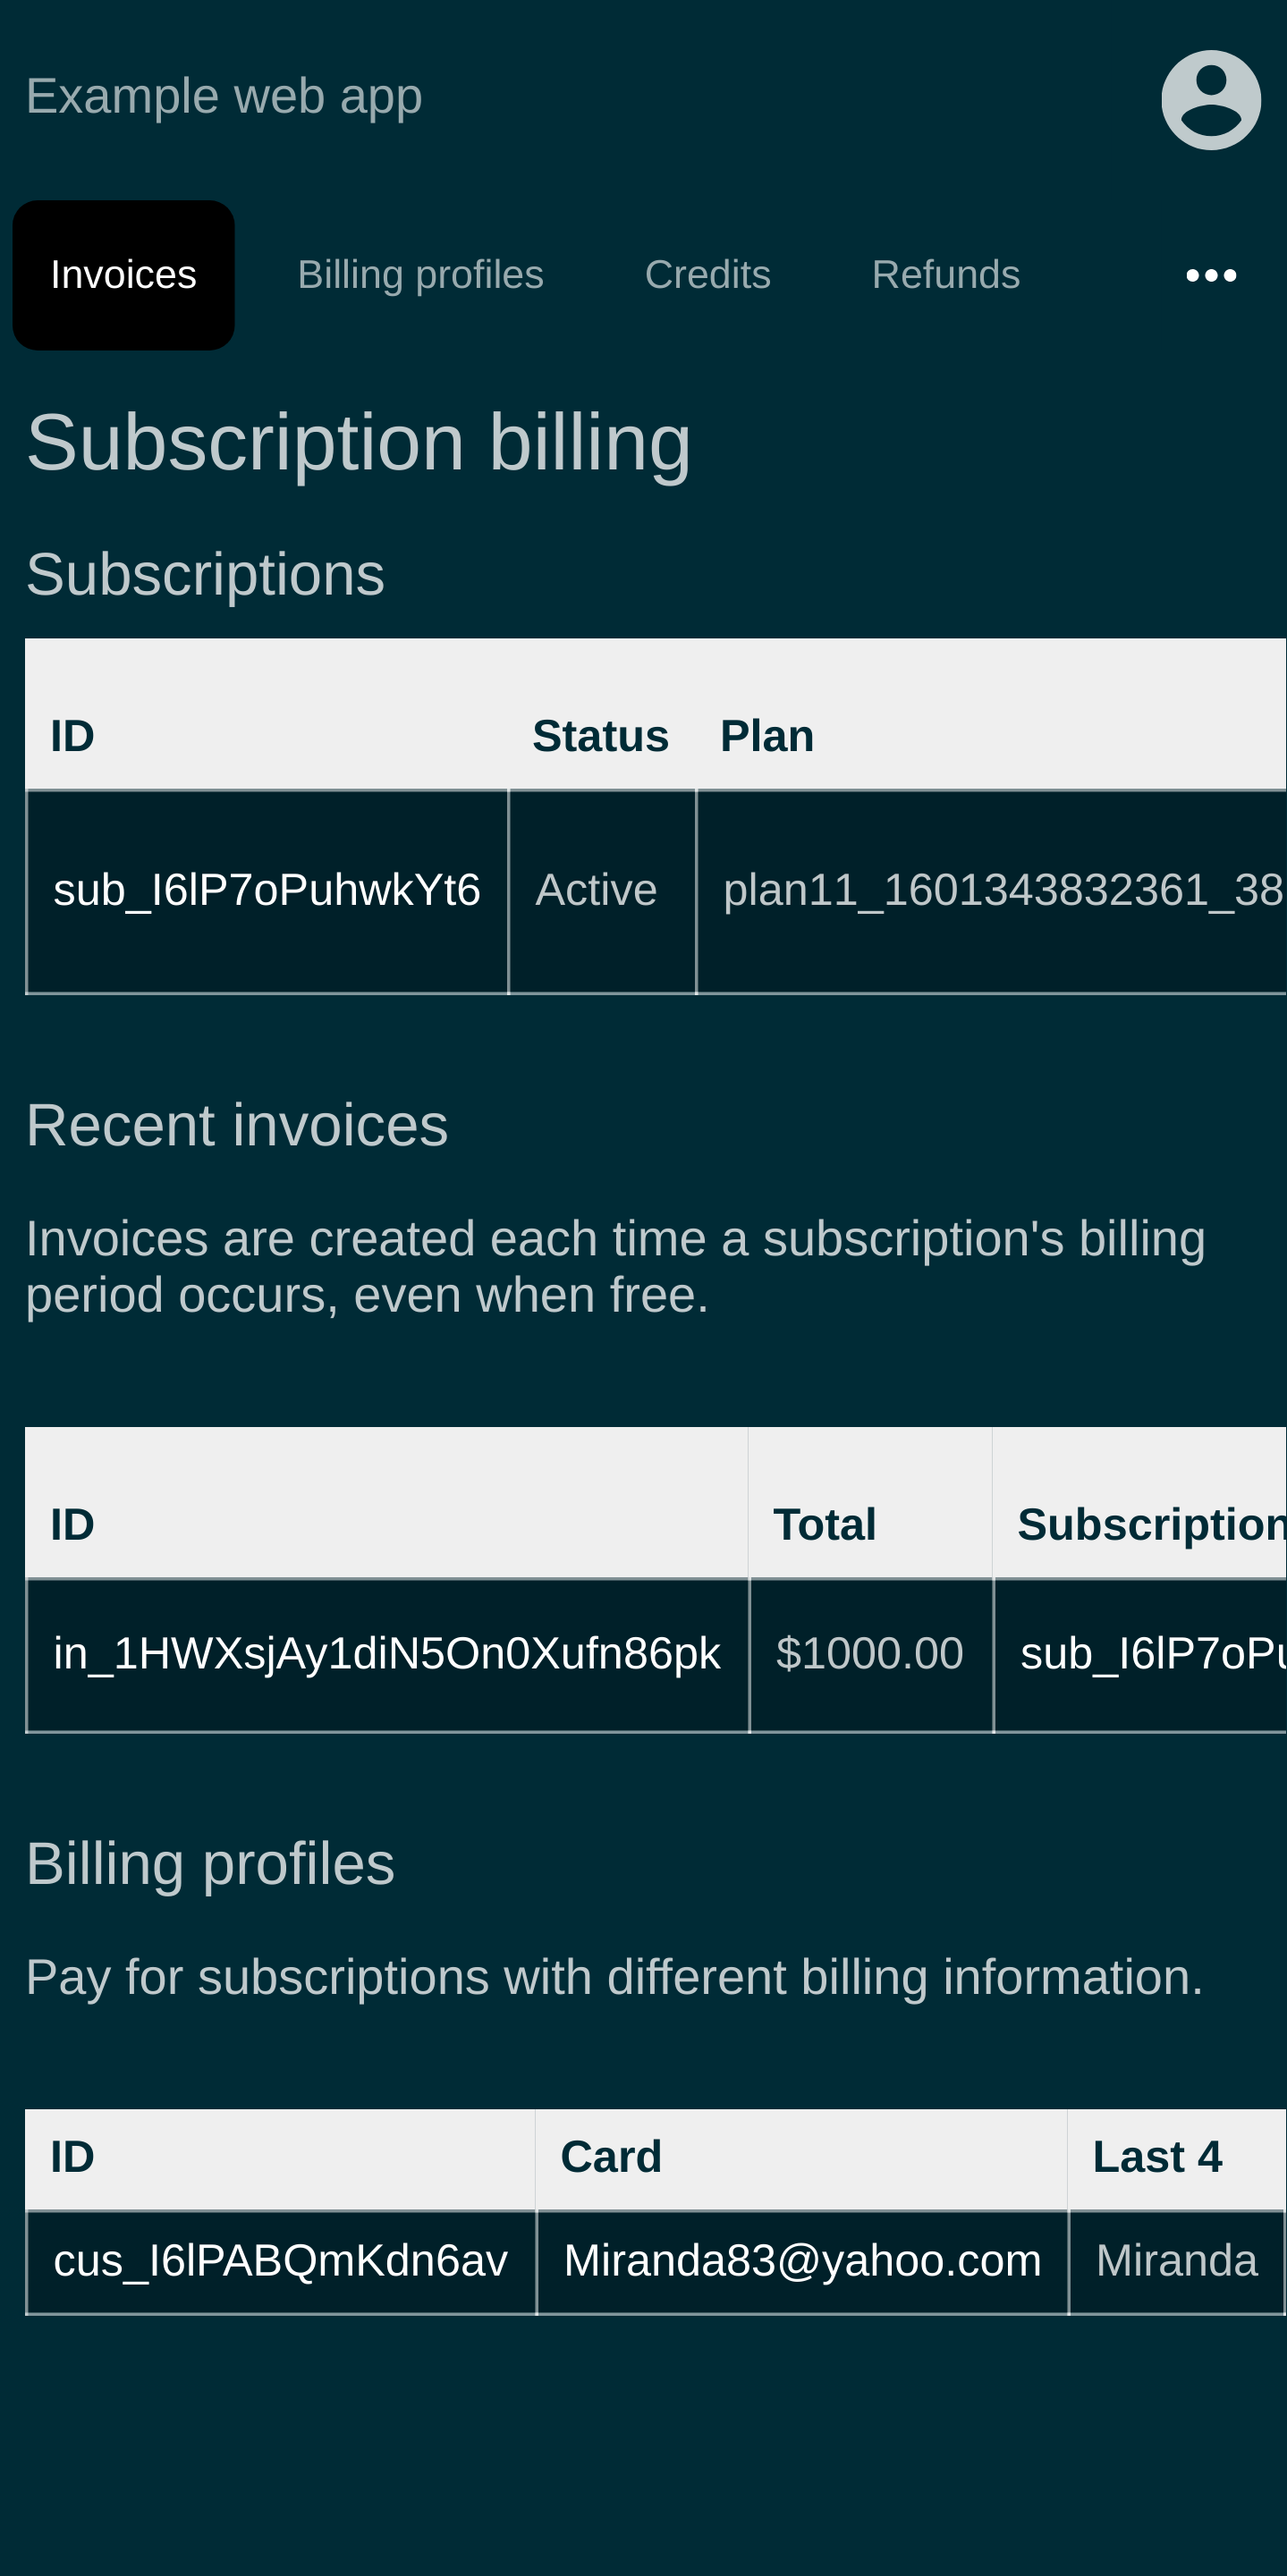 Example web app
Invoices Billing profiles Credits Refunds
Subscription billing
Subscriptions
ID Status Plan
sub_I6lP7oPuhwkYt6 Active plan11_1601343832361_38
Recent invoices
Invoices are created each time a subscription's billing
period occurs, even when free.
ID Total Subscription
in_1HWXsjAy1diN5On0Xufn86pk $1000.00 sub_I6lP7oPu
Billing profiles
Pay for subscriptions with different billing information.
ID Card Last 4
cus_I6lPABQmKdn6av Miranda83@yahoo.com Miranda